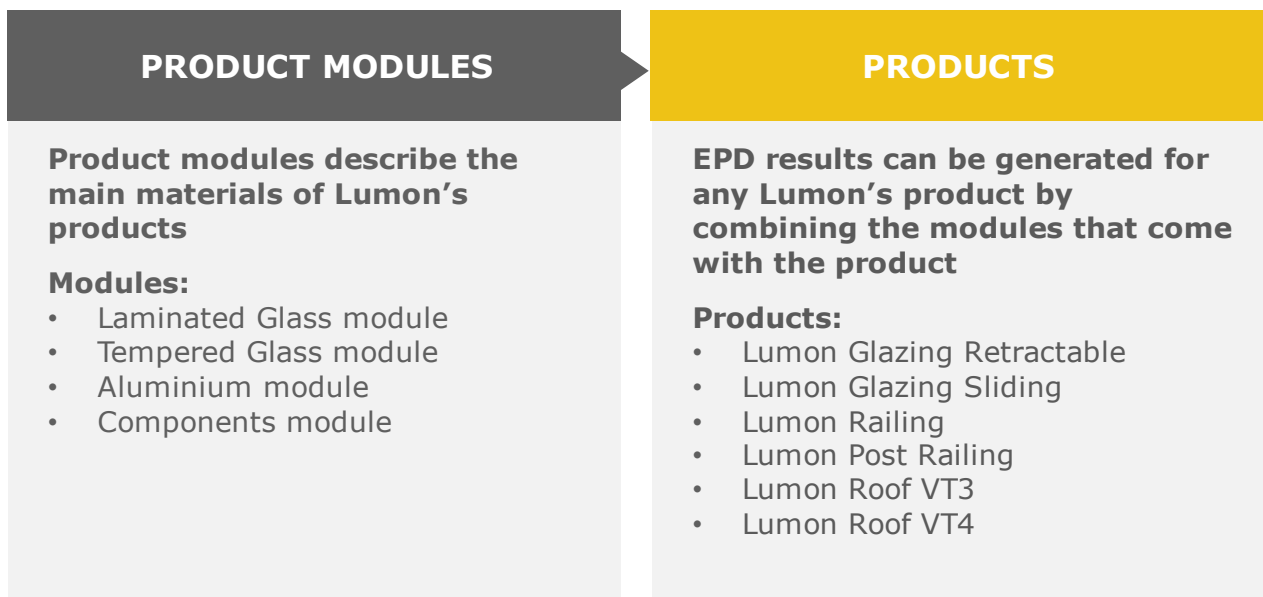 PRODUCT MODULES
Product modules describe the
main materials of Lumon’s
products
Modules:
• Laminated Glass module
• Tempered Glass module
• Aluminium module
• Components module
PRODUCTS
EPD results can be generated for
any Lumon’s product by
combining the modules that come
with the product
Products:
• Lumon Glazing Retractable
• Lumon Glazing Sliding
• Lumon Railing
• Lumon Post Railing
• Lumon Roof VT3
• Lumon Roof VT4